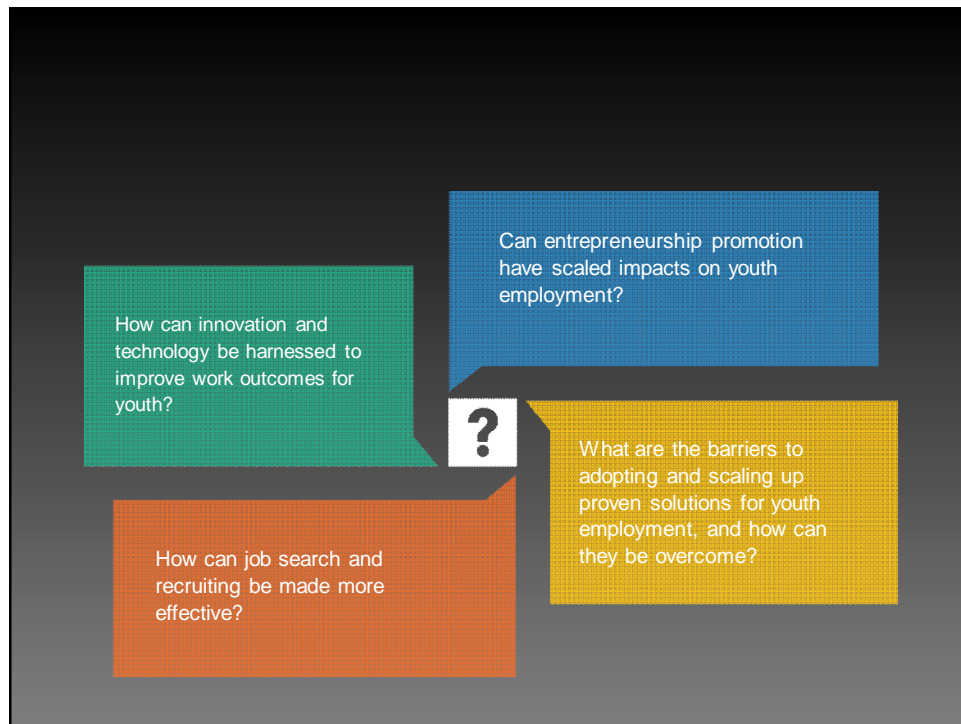 Can entrepreneurship promotion
have scaled impacts on youth
employment?
How can innovation and
technology be harnessed to
improve work outcomes for
youth?
?
What are the barriers to
adopting and scaling up
proven solutions for youth
employment, and how can
they be overcome?
How can job search and
recruiting be made more
effective?